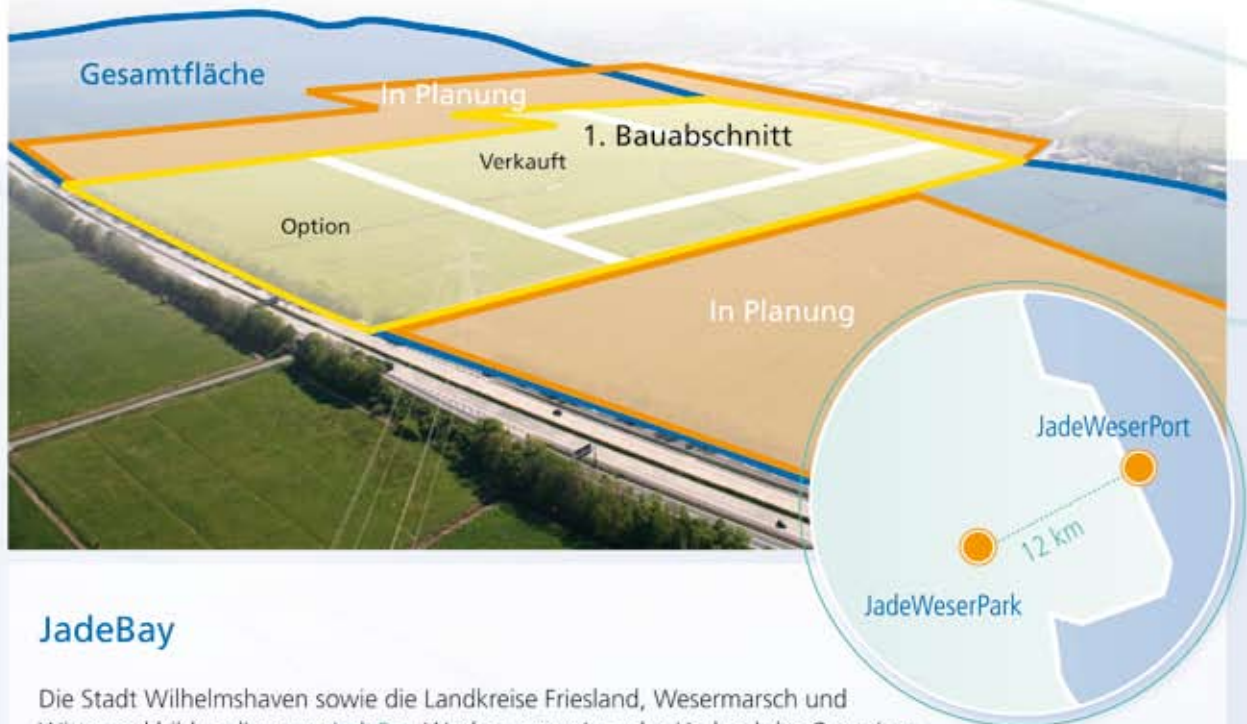 Gesamtfläche
In Planung
1. Bauabschnitt
Verkauft
Option
In Planung
JadeWeserPort
12 km
JadeWeserPark
JadeBay
Die Stadt Wilhelmshaven sowie die Landkreise Friesland, Wesermarsch und